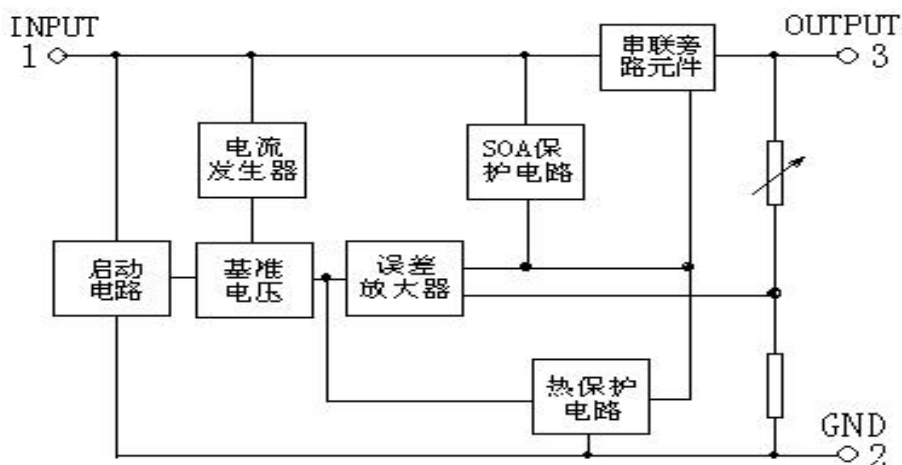 INPUT
1
OUTPUT
3
串联旁
路元件
电流
发生器
SOA保
护电路
启动
电路
基准
电压
误差
放大器
热保护
电路
GND
2